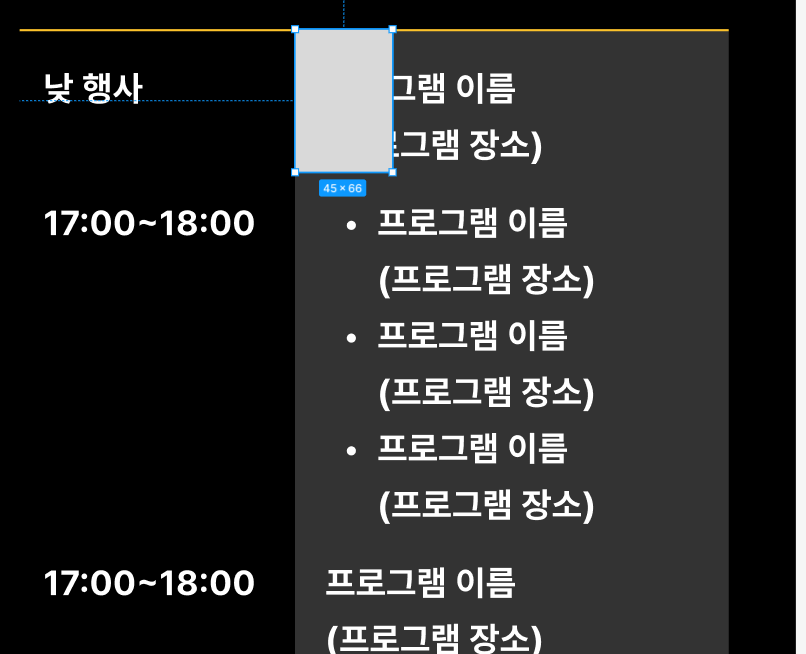 낮 행사
그램 이름
그램 장소)
45 × 66
17:00~18:00
• 프로그램 이름
(프로그램 장소)
• 프로그램 이름
(프로그램 장소)
• 프로그램 이름
(프로그램 장소)
17:00~18:00
프로그램 이름
(프로그램 장소)